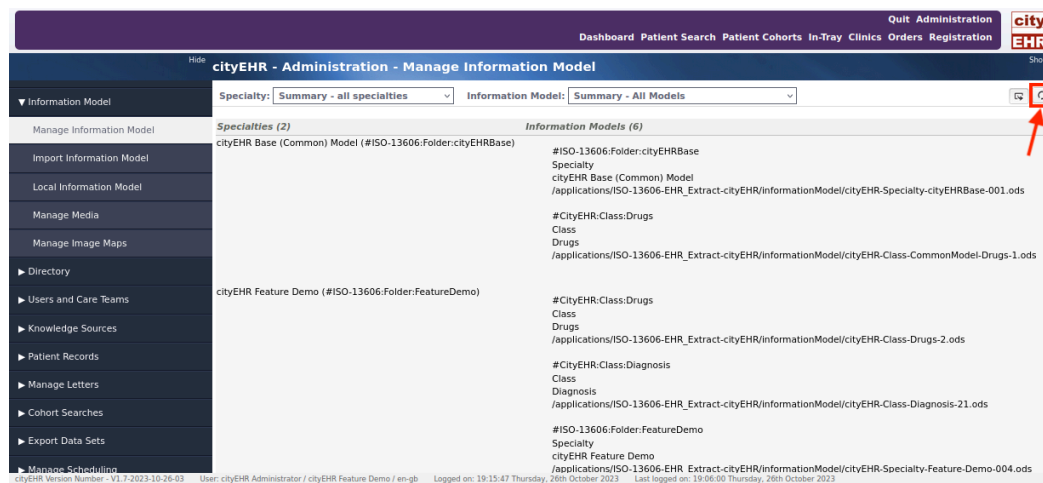 Quit Administration
city
Dashboard Patient Search Patient Cohorts In-Tray Clinics Orders Registration
EHR
Hide
cityEHR - Administration - Manage Information Model
Sho
▼ Information Model
Specialty: Summary - all specialties
Information Model: Summary - All Models
Manage Information Model
Import Information Model
Local Information Model
Manage Media
Manage Image Maps
▶ Directory
▶ Users and Care Teams
▶ Knowledge Sources
▶ Patient Records
▶ Manage Letters
▶ Cohort Searches
▶ Export Data Sets
▶ Manage Scheduling
Specialties (2)
Information Models (6)
cityEHR Base (Common) Model (#ISO-13606:Folder:cityEHRBase)
#ISO-13606:Folder:cityEHRBase
Specialty
cityEHR Base (Common) Model
/applications/ISO-13606-EHR_Extract-cityEHR/informationModel/cityEHR-Specialty-cityEHRBase-001.ods
#CityEHR:Class:Drugs
Class
Drugs
/applications/ISO-13606-EHR_Extract-cityEHR/informationModel/cityEHR-Class-CommonModel-Drugs-1.ods
cityEHR Feature Demo (#ISO-13606:Folder:FeatureDemo)
#CityEHR:Class:Drugs
Class
Drugs
/applications/ISO-13606-EHR_Extract-cityEHR/informationModel/cityEHR-Class-Drugs-2.ods
#CityEHR:Class:Diagnosis
Class
Diagnosis
/applications/ISO-13606-EHR_Extract-cityEHR/informationModel/cityEHR-Class-Diagnosis-21.ods
#ISO-13606:Folder:FeatureDemo
Specialty
cityEHR Feature Demo
/applications/ISO-13606-EHR_Extract-cityEHR/informationModel/cityEHR-Specialty-Feature-Demo-004.ods
cityEHR Version Number - V1.7-2023-10-26-03 User: cityEHR Administrator / cityEHR Feature Demo / en-gb Logged on: 19:15:47 Thursday, 26th October 2023 Last logged on: 19:06:00 Thursday, 26th October 2023